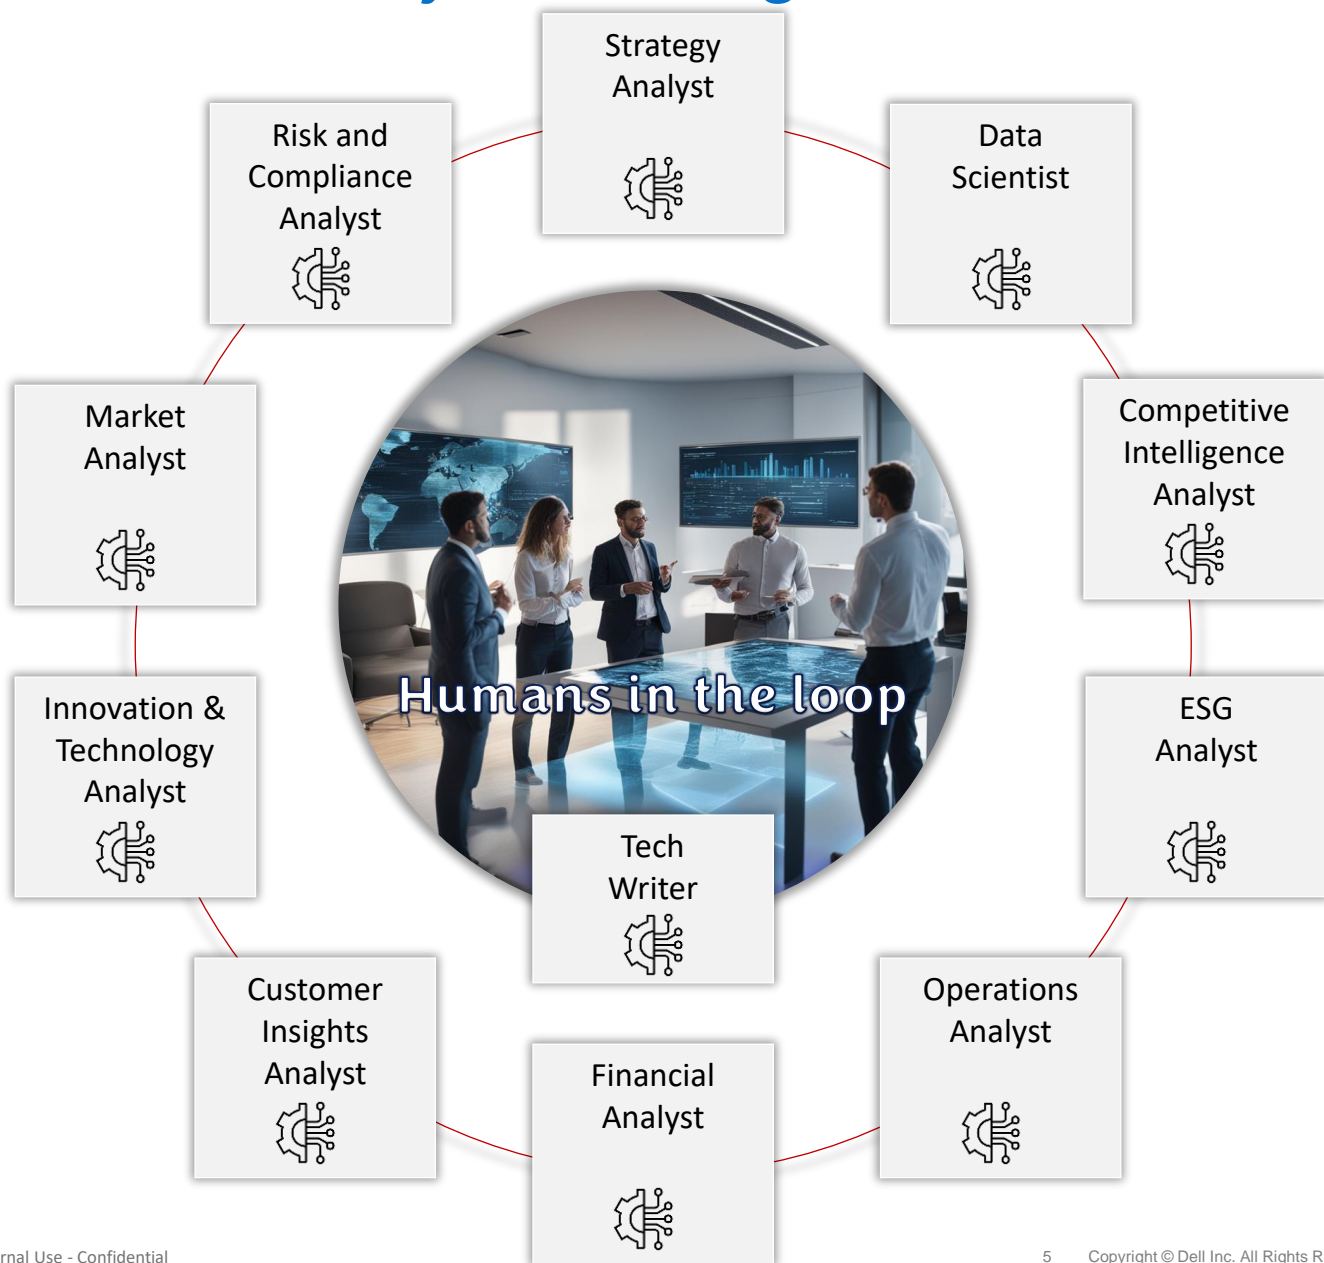 Strategy
Analyst
Risk and
Compliance
Analyst
Data
Scientist
Market
Analyst
Competitive
Intelligence
Analyst
Humans in the loop
Innovation &
Technology
Analyst
ESG
Analyst
Tech
Writer
Customer
Insights
Analyst
Operations
Analyst
Financial
Analyst
Use - Confidential
5
Copyright © Dell Inc. All Rights